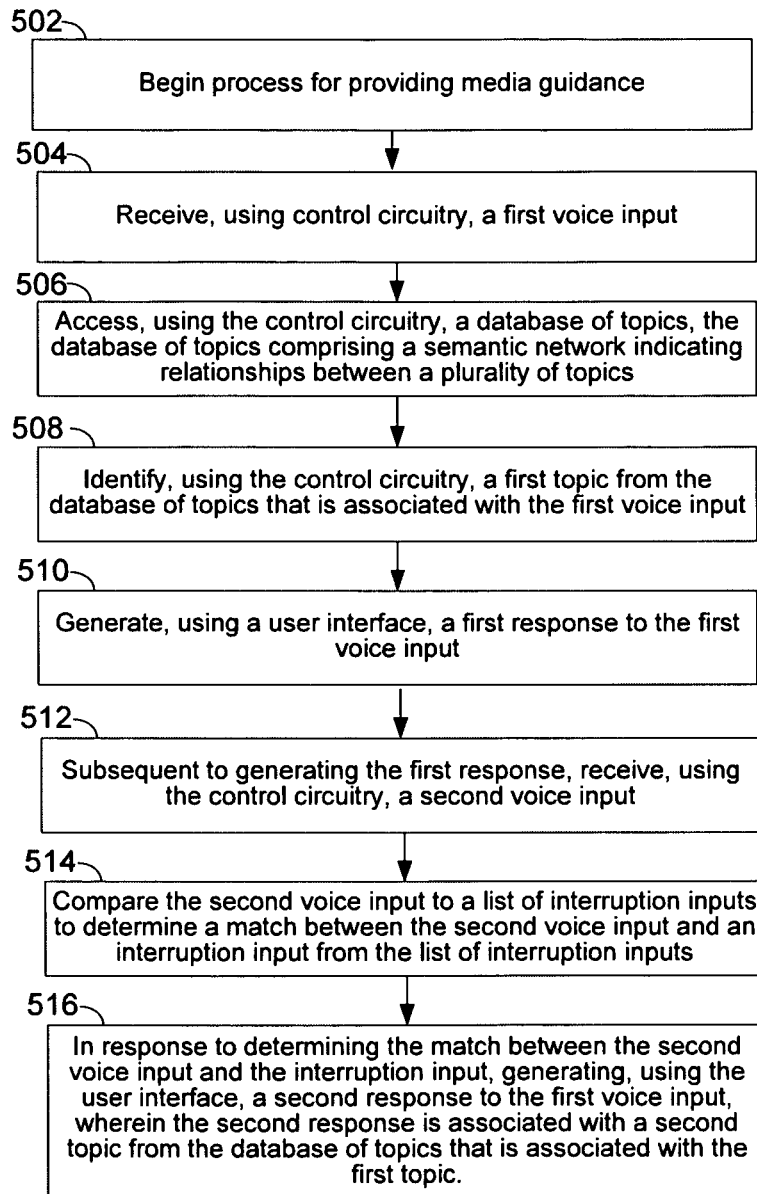 502
Begin process for providing media guidance
504
Receive, using control circuitry, a first voice input
506
Access, using the control circuitry, a database of topics, the
database of topics comprising a semantic network indicating
relationships between a plurality of topics
508
Identify, using the control circuitry, a first topic from the
database of topics that is associated with the first voice input
510
Generate, using a user interface, a first response to the first
voice input
512
Subsequent to generating the first response, receive, using
the control circuitry, a second voice input
514
Compare the second voice input to a list of interruption inputs
to determine a match between the second voice input and an
interruption input from the list of interruption inputs
516
In response to determining the match between the second
voice input and the interruption input, generating, using the
user interface, a second response to the first voice input,
wherein the second response is associated with a second
topic from the database of topics that is associated with the
first topic.